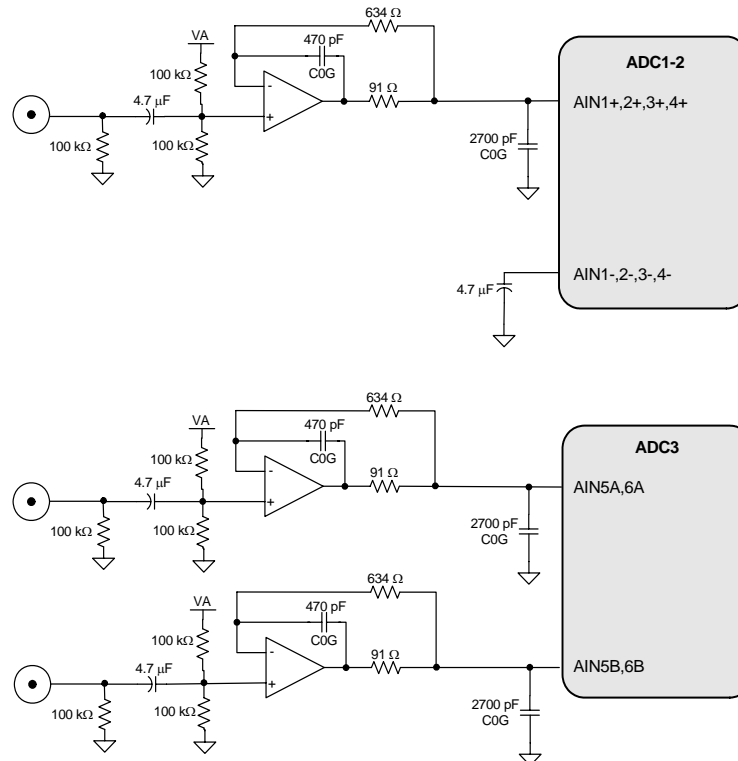 634 Ω
470 pF
C0G
VA
100 kΩ
4.7 µF
100 kΩ
100 kΩ
-
+
91 Ω
2700 pF
C0G
ADC1-2
AIN1+,2+,3+,4+
AIN1-,2-,3-,4-
4.7 µF
634 Ω
470 pF
C0G
VA
100 kΩ
4.7 µF
100 kΩ
100 kΩ
-
+
91 Ω
2700 pF
C0G
ADC3
AIN5A,6A
634 Ω
470 pF
C0G
VA
100 kΩ
4.7 µF
100 kΩ
100 kΩ
-
+
91 Ω
2700 pF
C0G
AIN5B,6B